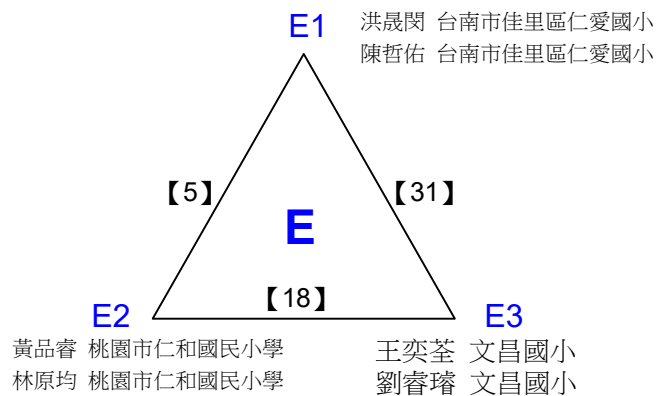 E1
洪晟閔 台南市佳里區仁愛國小
陳哲佑 台南市佳里區仁愛國小
【5】
【31】
E
【18】
E2
E3
黃品睿 桃園市仁和國民小學
林原均 桃園市仁和國民小學
王奕荃 文昌國小
劉睿璿 文昌國小